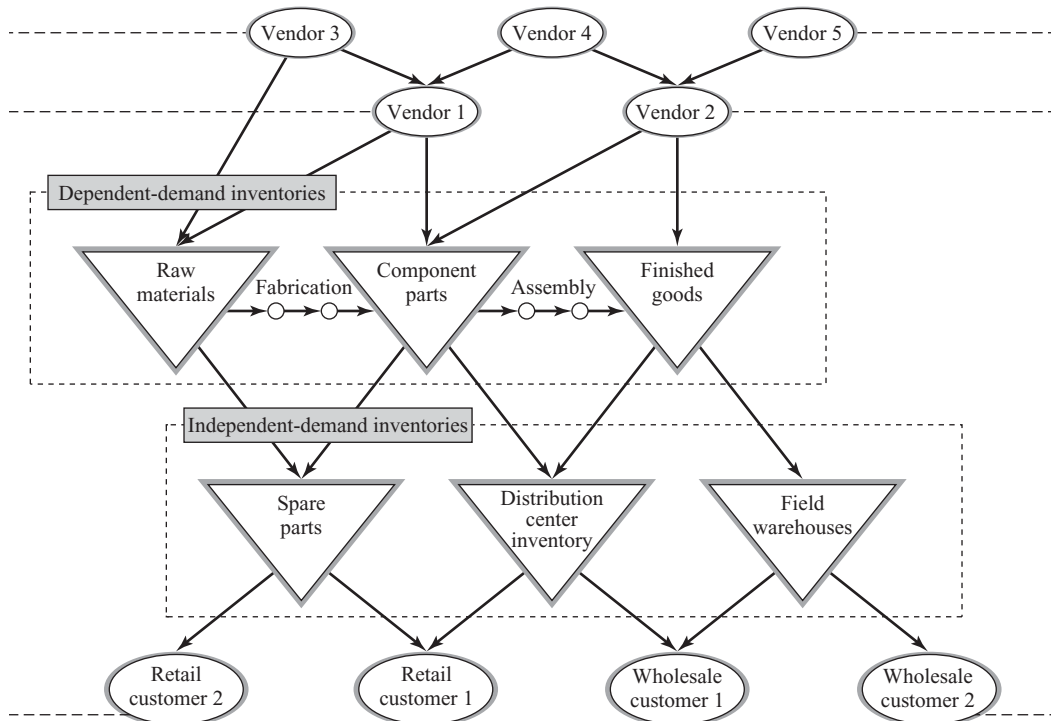 Vendor 3
Vendor 4
Vendor 5
Vendor 1
Vendor 2
Dependent-demand inventories
Raw
materials
Fabrication
Component
parts
Assembly
Finished
goods
Independent-demand inventories
Spare
parts
Distribution
center
inventory
Field
warehouses
Retail
customer 2
Retail
customer 1
Wholesale
customer 1
Wholesale
customer 2